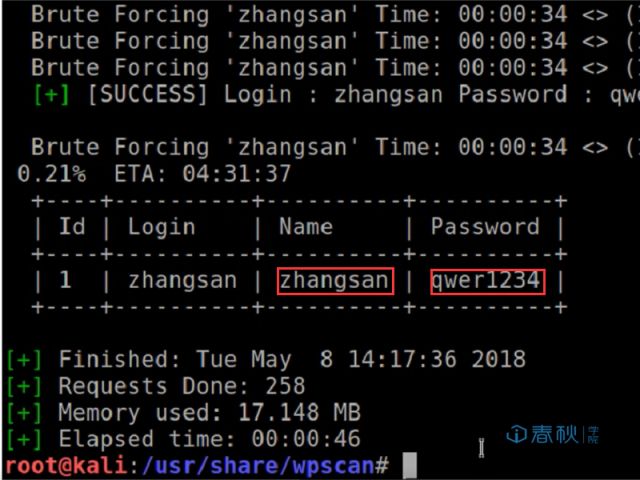 Brute Forcing 'zhangsan' Time: 00:00:34 <> (
Brute Forcing 'zhangsan' Time: 00:00:34 <> (
Brute Forcing 'zhangsan' Time: 00:00:34 <> (
[+] [SUCCESS] Login : zhangsan Password : qw
Brute Forcing 'zhangsan' Time: 00:00:34 <> (
0.21%  ETA: 04:31:37
+----+----------+----------+----------+
| Id | Login    | Name     | Password |
+----+----------+----------+----------+
| 1  | zhangsan | zhangsan | qwer1234 |
+----+----------+----------+----------+
[+] Finished: Tue May  8 14:17:36 2018
[+] Requests Done: 258
[+] Memory used: 17.148 MB
[+] Elapsed time: 00:00:46
root@kali:/usr/share/wpscan#
春秋 学院